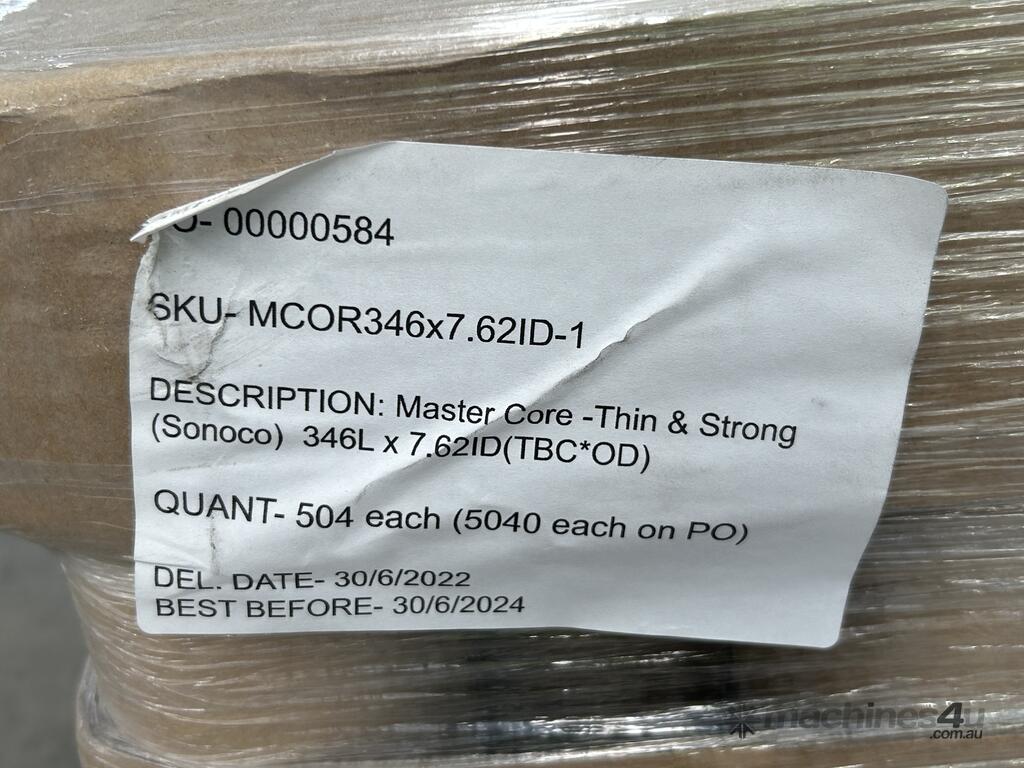 O- 00000584
SKU- MCOR346x7.62ID-1
DESCRIPTION: Master Core -Thin & Strong
(Sonoco) 346L x 7.62ID(TBC*OD)
QUANT- 504 each (5040 each on PO)
DEL. DATE- 30/6/2022
BEST BEFORE- 30/6/2024
machines4u
.com.au